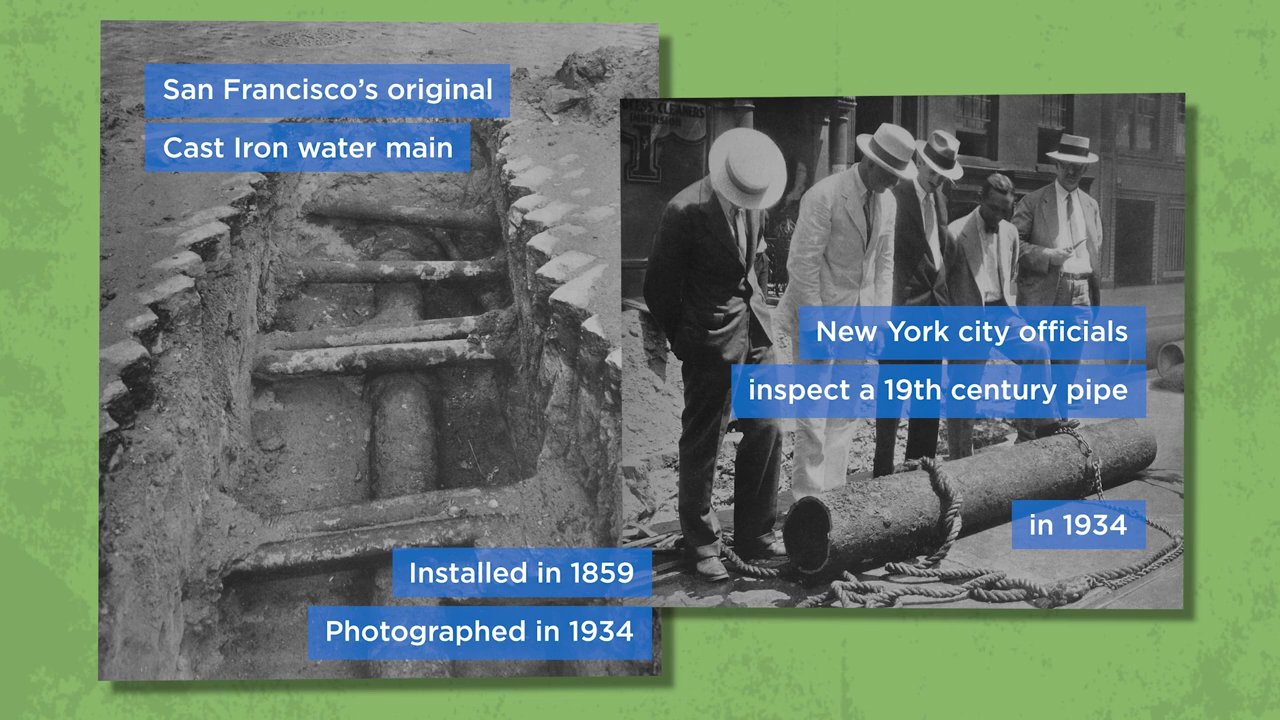 San Francisco's original
Cast Iron water main
Installed in 1859
Photographed in 1934
CLEANERS
New York city officials
inspect a 19th century pipe
in 1934